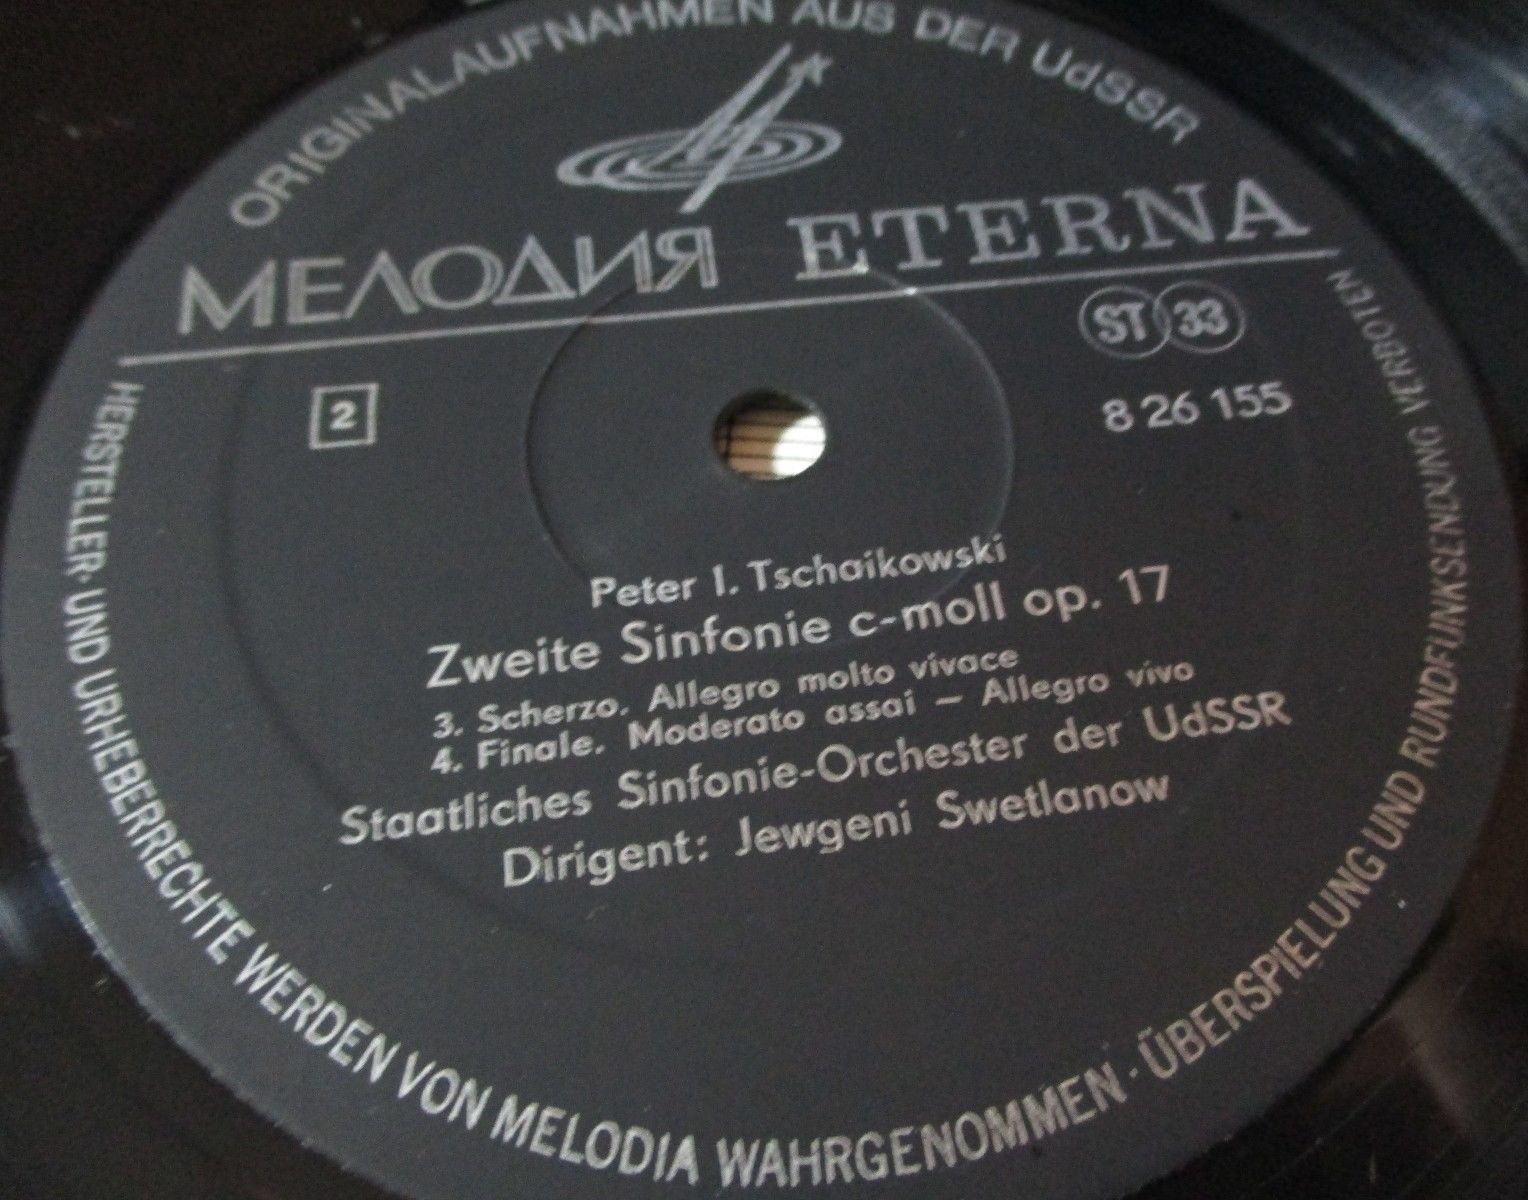 ORIGINALAUFNAHMEN AUS DER UdSSR
МЕЛОДИЯ ETERNA
ST 33
2
8 26 155
Peter I. Tschaikowski
Zweite Sinfonie c-moll op. 17
3. Scherzo. Allegro molto vivace
4. Finale. Moderato assai – Allegro vivo
Staatliches Sinfonie-Orchester der UdSSR
Dirigent: Jewgeni Swetlanow
HERSTELLER- UND URHEBERRECHTE WERDEN VON MELODIA WAHRGENOMMEN · ÜBERSPIELUNG UND RUNDFUNKSENDUNG VERBOTEN